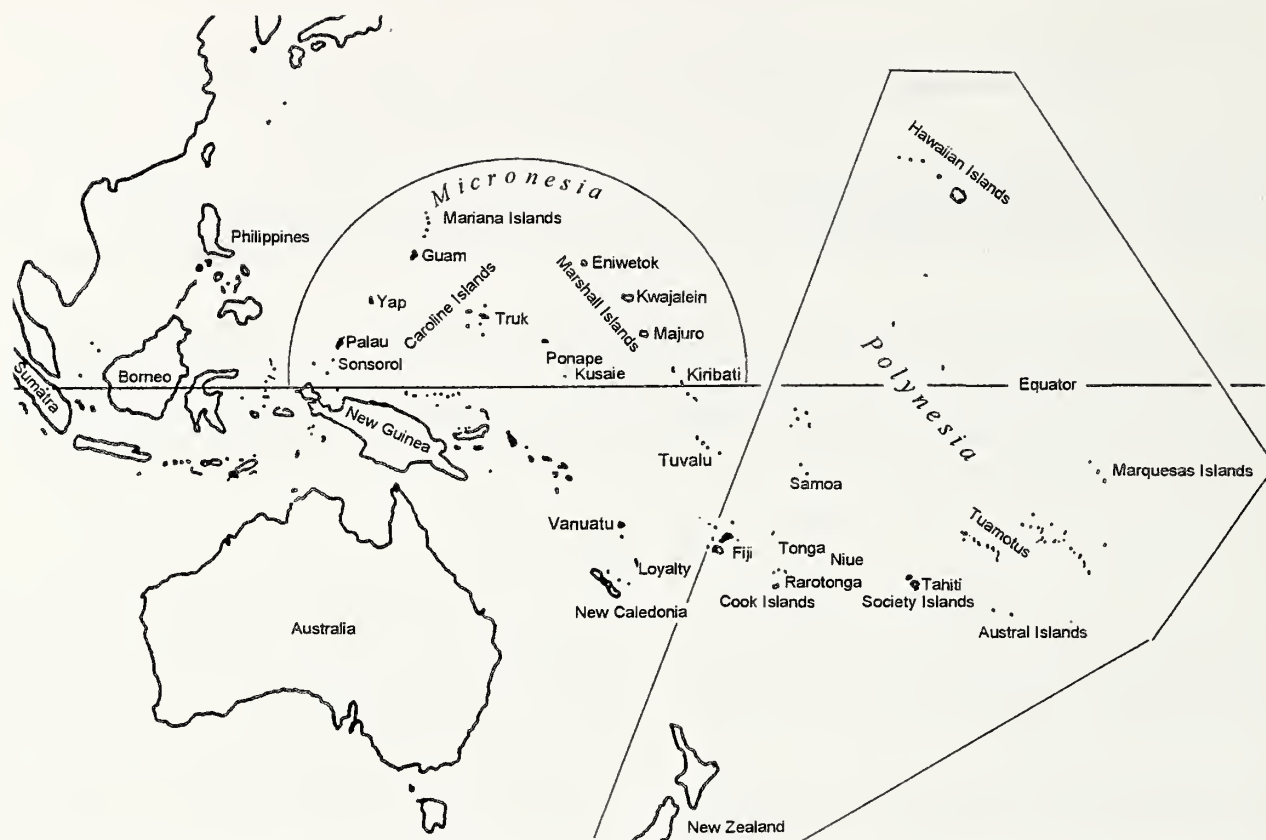 Hawaiian Islands
Micronesia
Mariana Islands
Philippines
Guam
Eniwetok
Caroline Islands
Marshall Islands
Yap
Kwajalein
Truk
Majuro
Palau
Ponape
Sonsorol
Polynesia
Sumatra
Borneo
Kusaie
Kiribati
Equator
New Guinea
Tuvalu
Samoa
Marquesas Islands
Vanuatu
Tuamotus
Fiji
Tonga
Niue
Loyalty
Rarotonga
Tahiti
New Caledonia
Cook Islands
Society Islands
Australia
Austral Islands
New Zealand